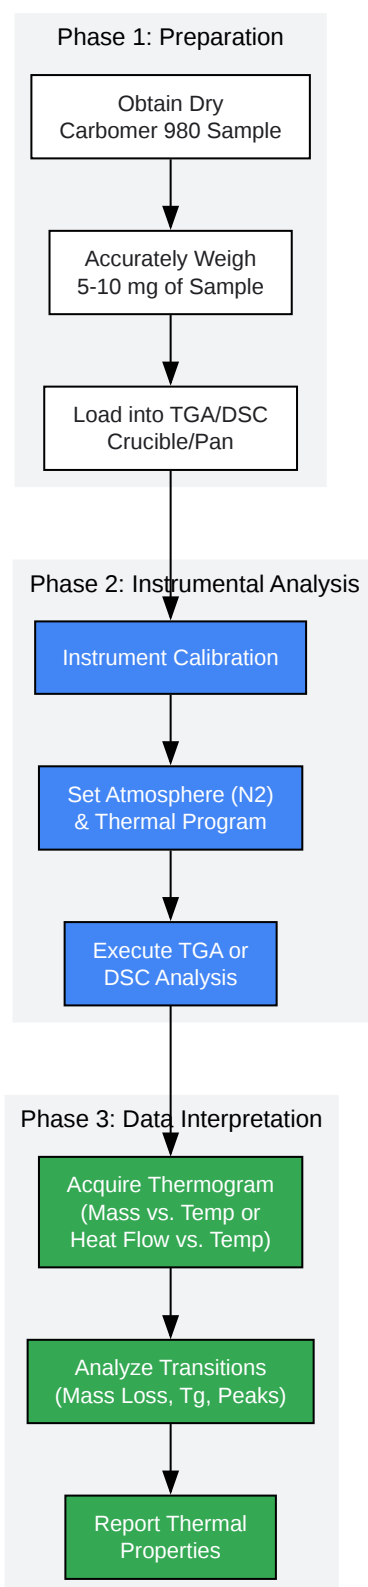 Phase 1: Preparation
Obtain Dry
Carbomer 980 Sample
Accurately Weigh
5-10 mg of Sample
Load into TGA/DSC
Crucible/Pan
Phase 2: Instrumental Analysis
Instrument Calibration
Set Atmosphere (N2)
& Thermal Program
Execute TGA or
DSC Analysis
Phase 3: Data Interpretation
Acquire Thermogram
(Mass vs. Temp or
Heat Flow vs. Temp)
Analyze Transitions
(Mass Loss, Tg, Peaks)
Report Thermal
Properties